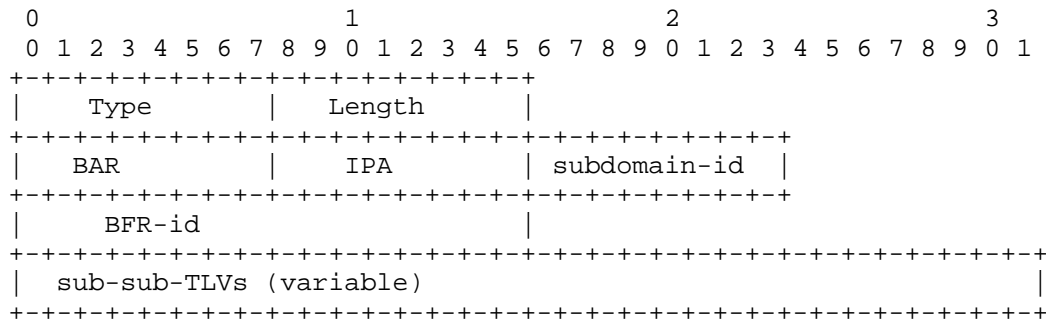 0                   1                   2                   3
 0 1 2 3 4 5 6 7 8 9 0 1 2 3 4 5 6 7 8 9 0 1 2 3 4 5 6 7 8 9 0 1
+-+-+-+-+-+-+-+-+-+-+-+-+-+-+-+-+
|     Type      |   Length      |
+-+-+-+-+-+-+-+-+-+-+-+-+-+-+-+-+-+-+-+-+-+-+-+-+
|    BAR        |    IPA        | subdomain-id  |
+-+-+-+-+-+-+-+-+-+-+-+-+-+-+-+-+-+-+-+-+-+-+-+-+
|      BFR-id                   |
+-+-+-+-+-+-+-+-+-+-+-+-+-+-+-+-+-+-+-+-+-+-+-+-+-+-+-+-+-+-+-+-+
|  sub-sub-TLVs (variable)                                      |
+-+-+-+-+-+-+-+-+-+-+-+-+-+-+-+-+-+-+-+-+-+-+-+-+-+-+-+-+-+-+-+-+